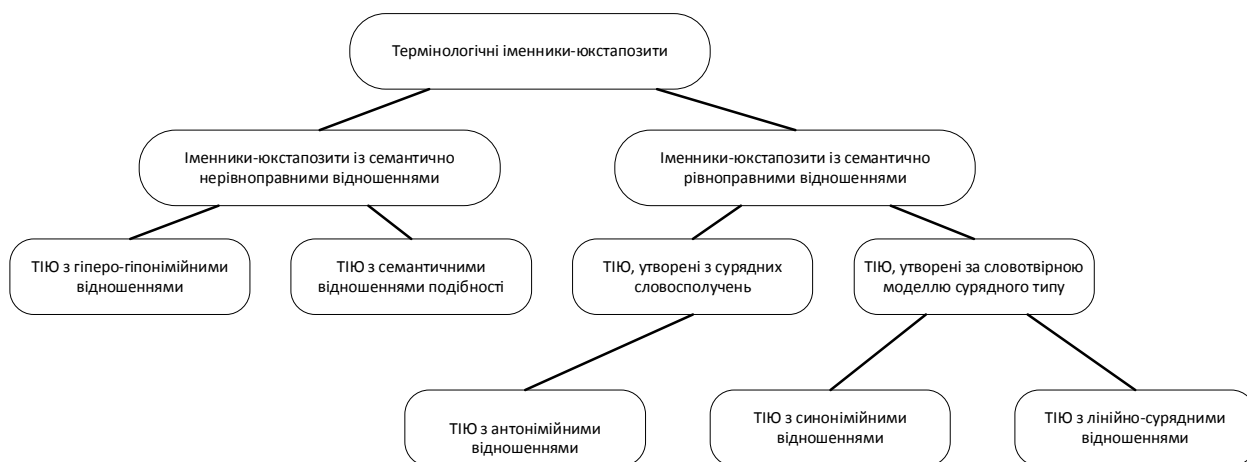 Термінологічні іменники-юкстапозити
Іменники-юкстапозити із семантично
нерівноправними відношеннями
Іменники-юкстапозити із семантично
рівноправними відношеннями
ТІЮ з гіперо-гіпонімійними
відношеннями
ТІЮ з семантичними
відношеннями подібності
ТІЮ, утворені з сурядних
словосполучень
ТІЮ, утворені за словотвірною
моделлю сурядного типу
ТІЮ з антонімійними
відношеннями
ТІЮ з синонімійними
відношеннями
ТІЮ з лінійно-сурядними
відношеннями